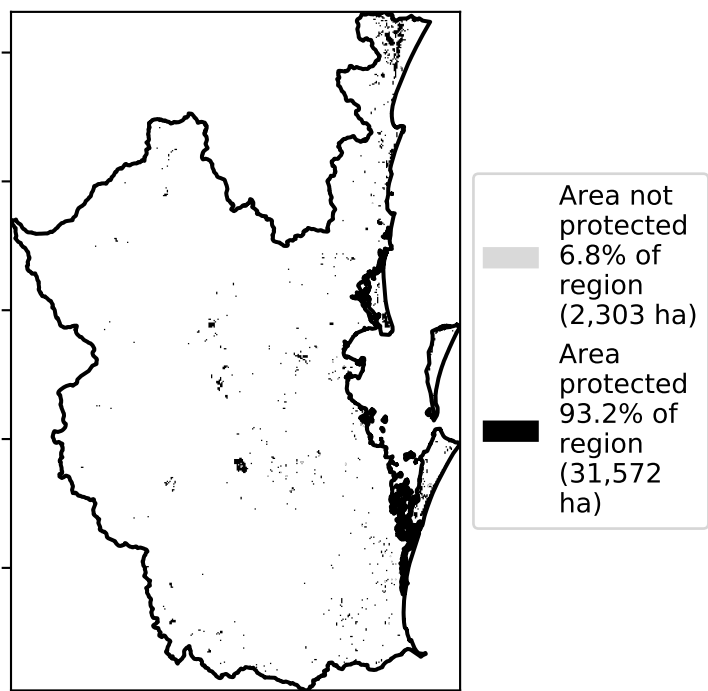 Area not
protected
6.8% of
region
(2,303 ha)
Area
protected
93.2% of
region
(31,572
ha)